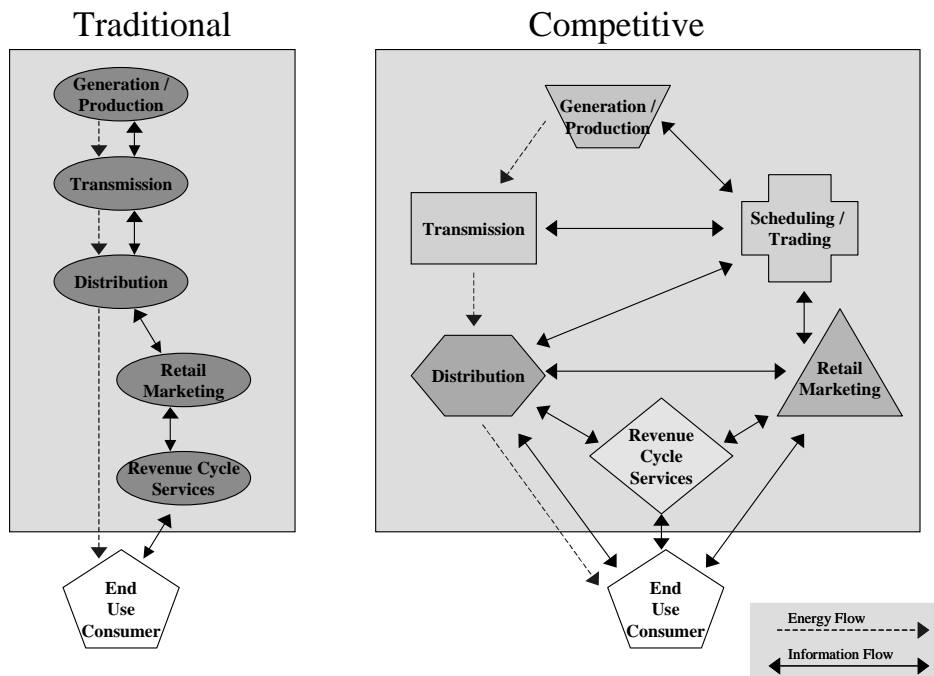 Traditional
Generation /
Production
Transmission
Distribution
Retail
Marketing
Revenue Cycle
Services
End
Use
Consumer
Competitive
Generation /
Production
Transmission
Scheduling /
Trading
Distribution
Retail
Marketing
Revenue
Cycle
Services
End
Use
Consumer
Energy Flow
Information Flow